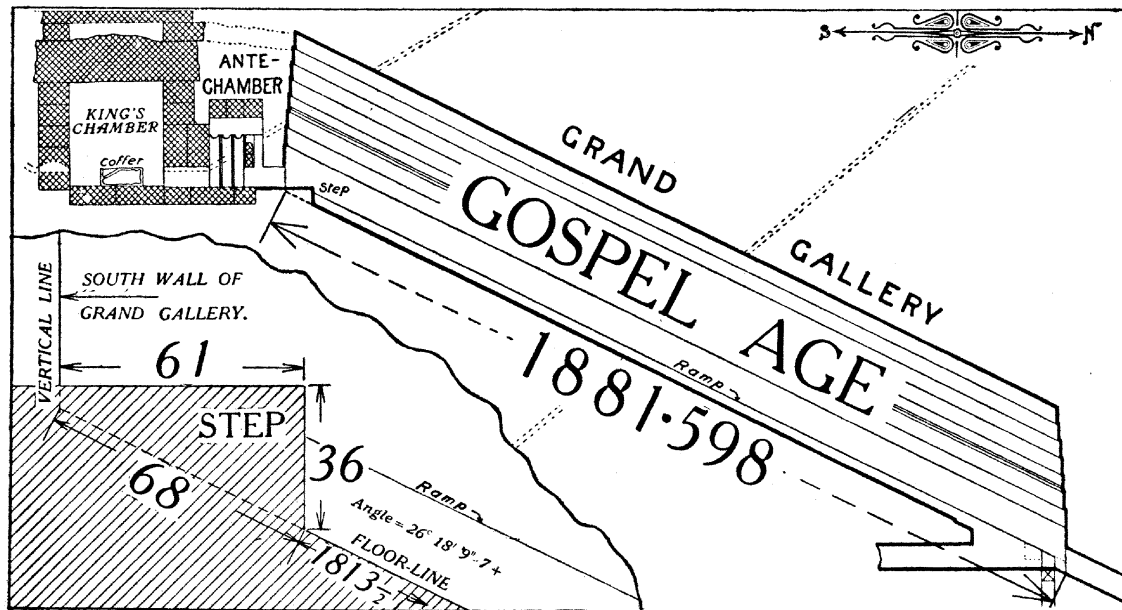 S N
ANTE-
CHAMBER
KING'S
CHAMBER
Coffer
Step
GRAND GALLERY
GOSPEL AGE
Ramp
1881·598
VERTICAL LINE
SOUTH WALL OF
GRAND GALLERY.
61
STEP
36
68
Ramp
Angle = 26° 18' 9"·7+
FLOOR-LINE
1813½